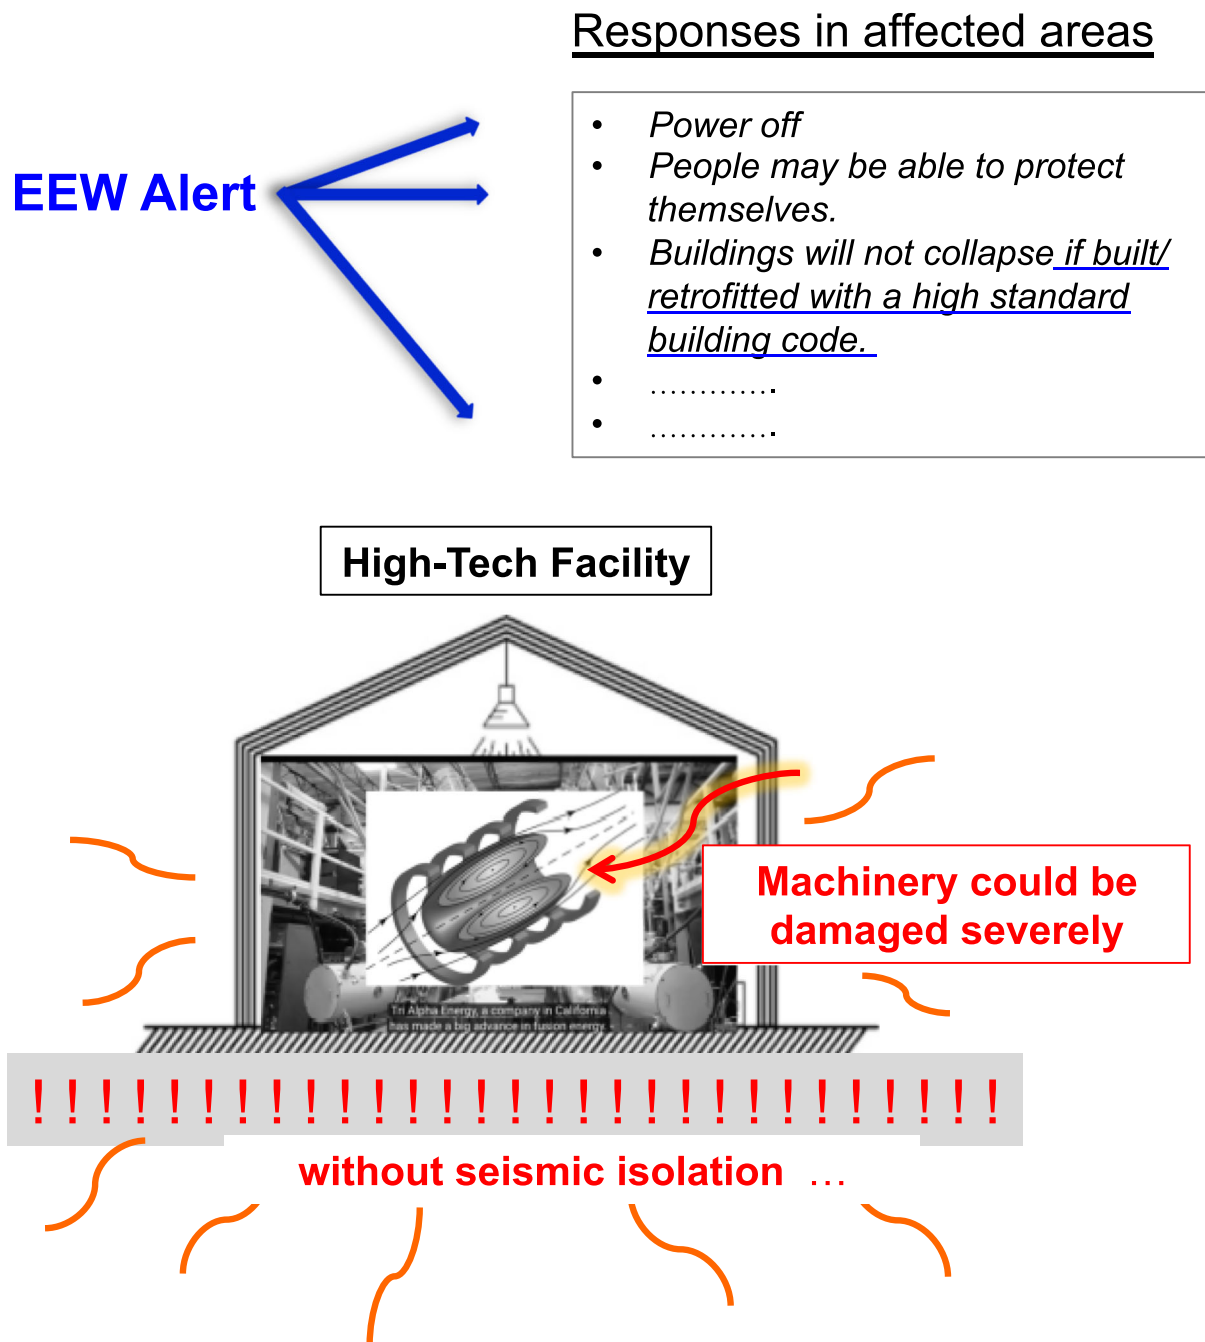 Responses in affected areas
EEW Alert
• Power off
• People may be able to protect
themselves.
• Buildings will not collapse if built/
retrofitted with a high standard
building code.
• ………….
• ………….
High-Tech Facility
Machinery could be
damaged severely
Tri Alpha Energy, a company in California
has made a big advance in fusion energy.
! ! ! ! ! ! ! ! ! ! ! ! ! ! ! ! ! ! ! ! ! ! ! ! ! ! ! ! !
without seismic isolation …